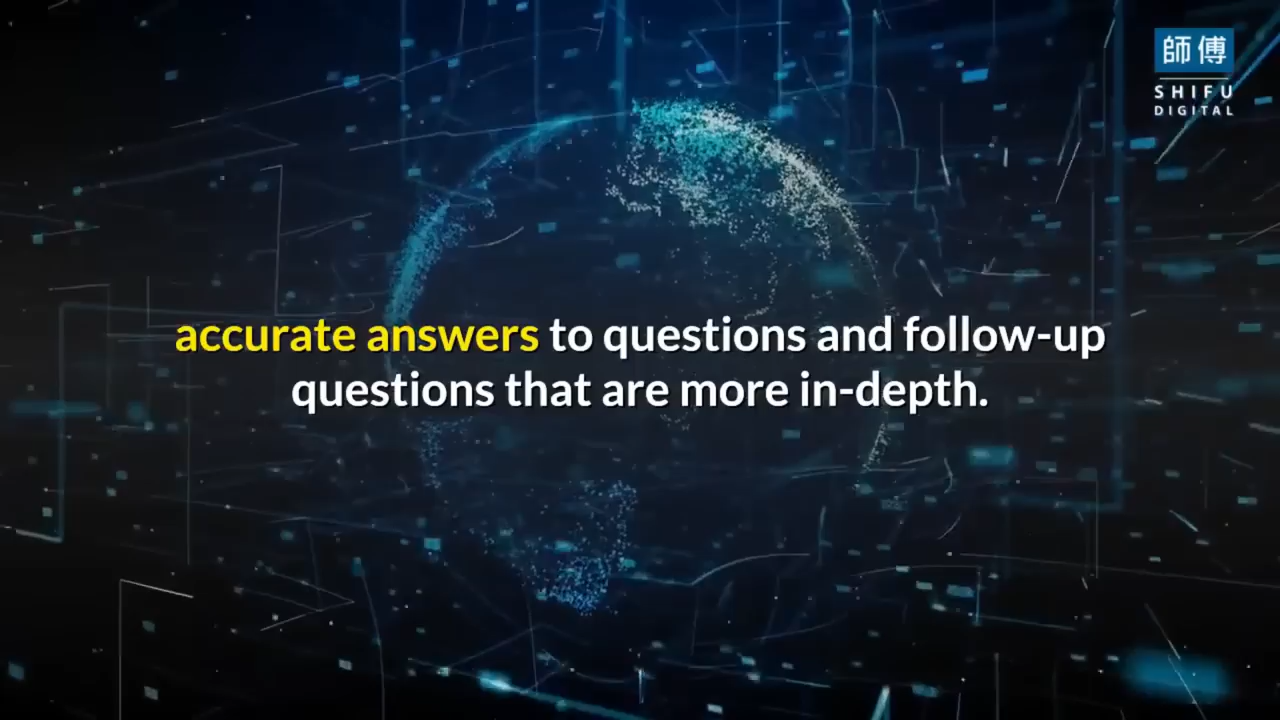 師傅
SHIFU
DIGITAL
accurate answers to questions and follow-up
questions that are more in-depth.